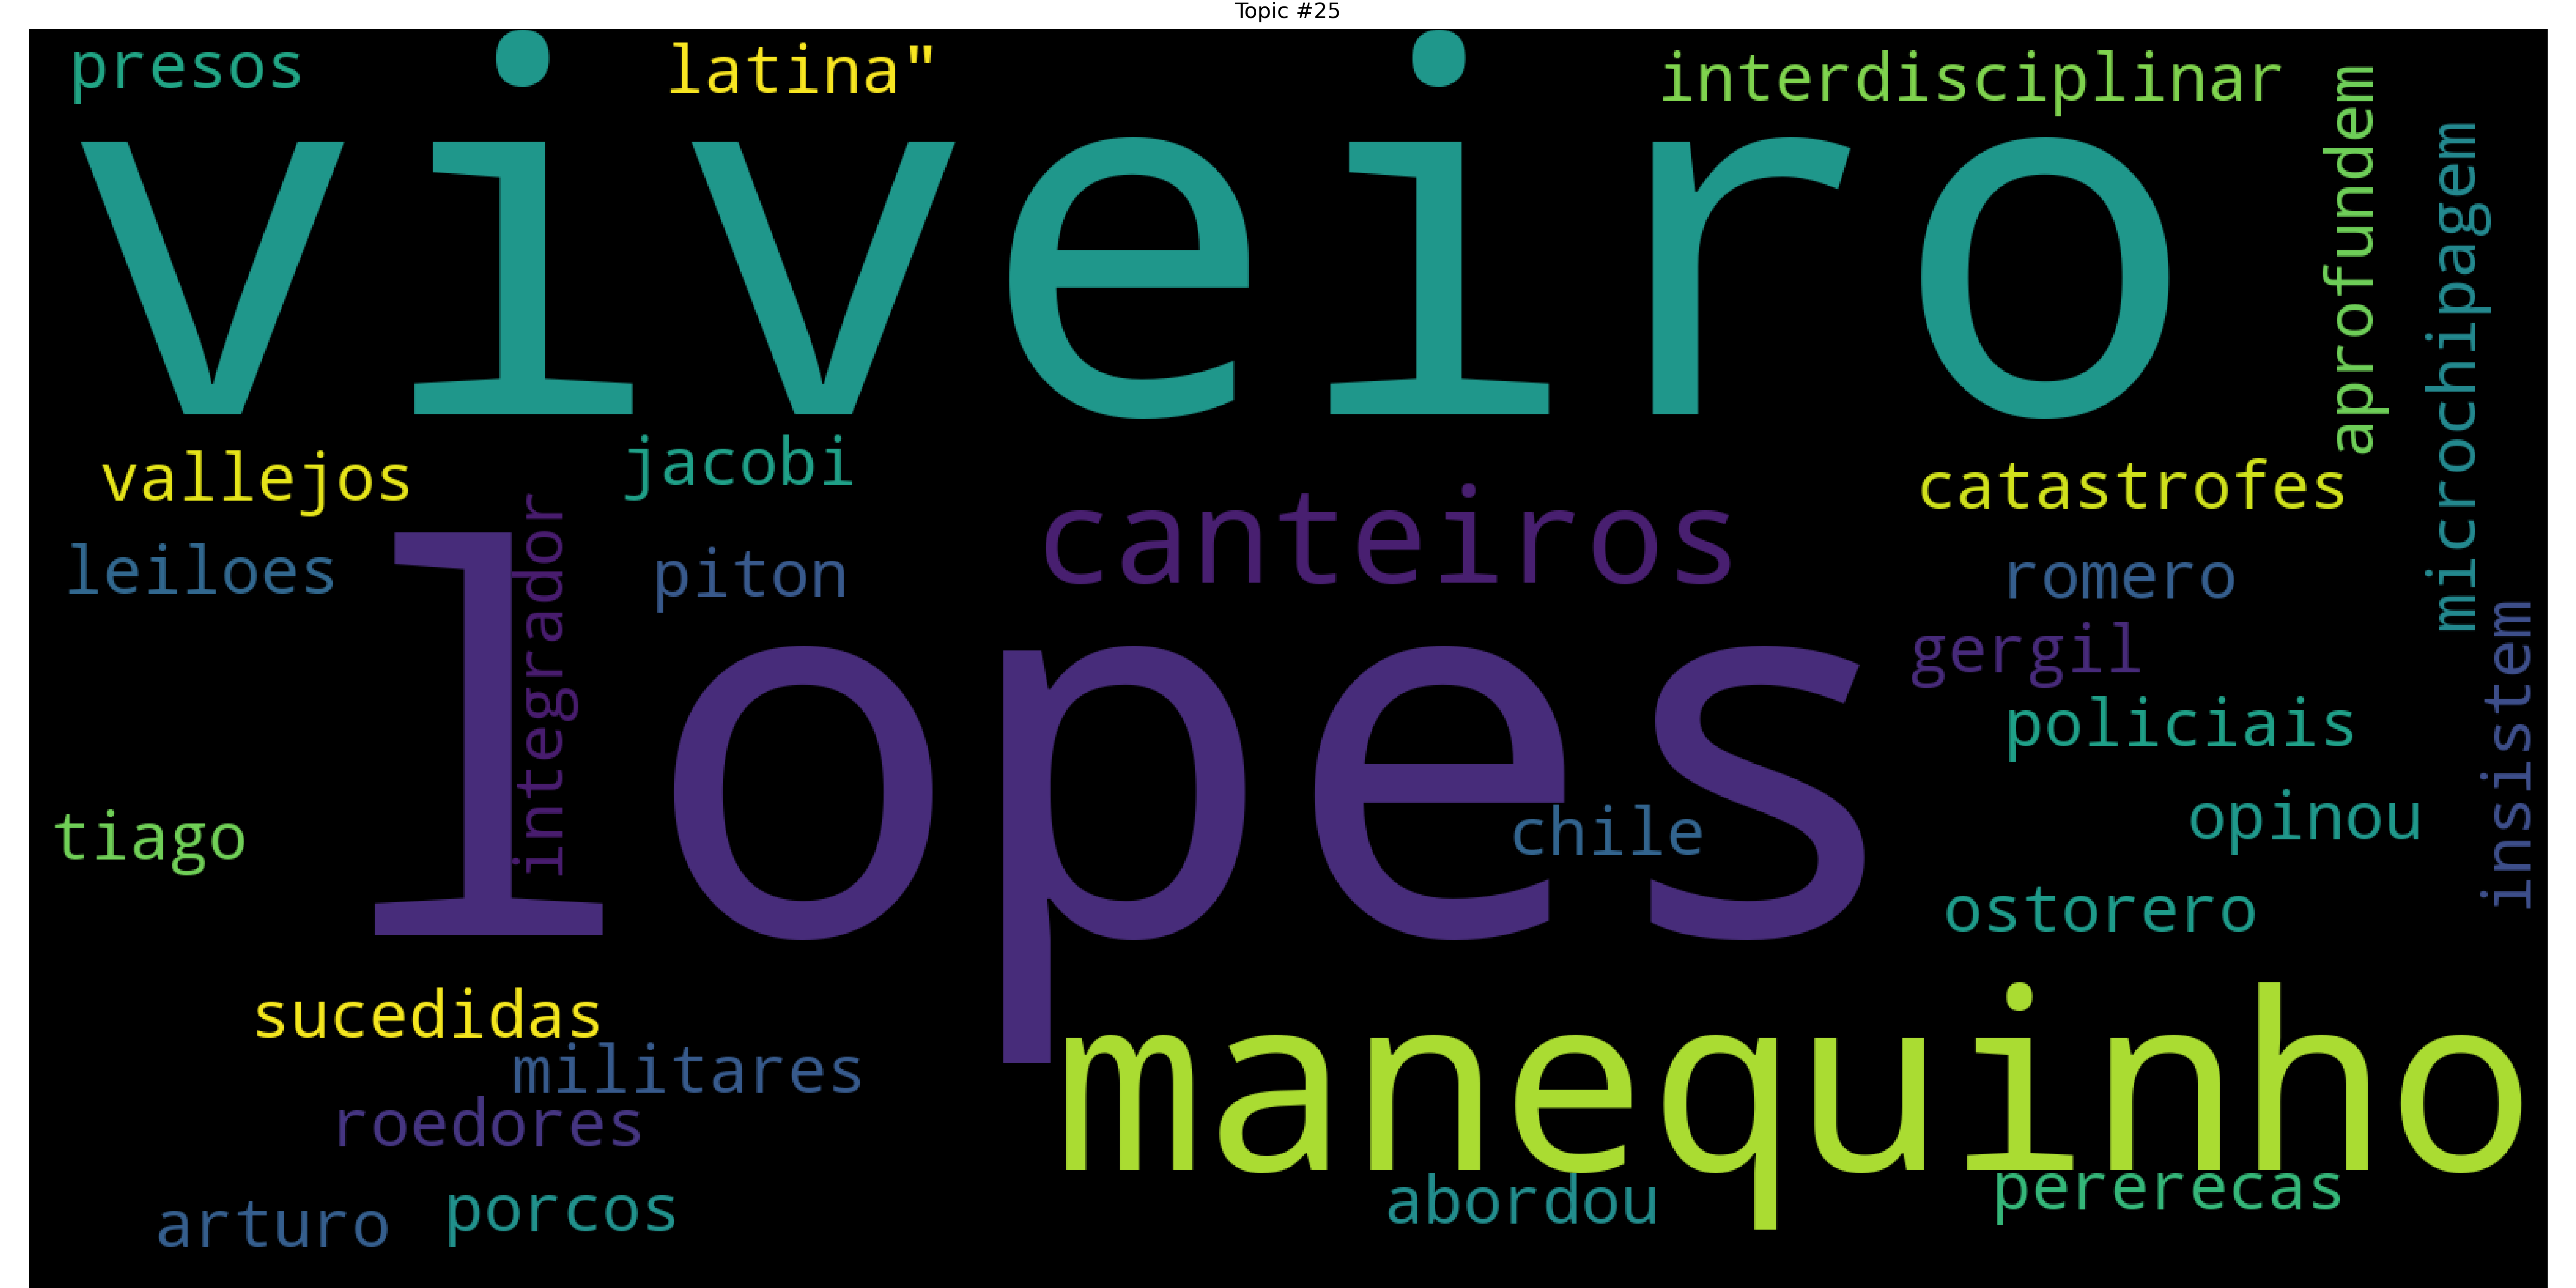 Topic #25
presos
latina"
interdisciplinar
viveiro
aprofundem
microchipagem
vallejos
jacobi
canteiros
catastrofes
leiloes
integrador
piton
romero
lopes
gergil
insistem
policiais
tiago
chile
opinou
ostorero
sucedidas
manequinho
militares
roedores
arturo
porcos
abordou
pererecas